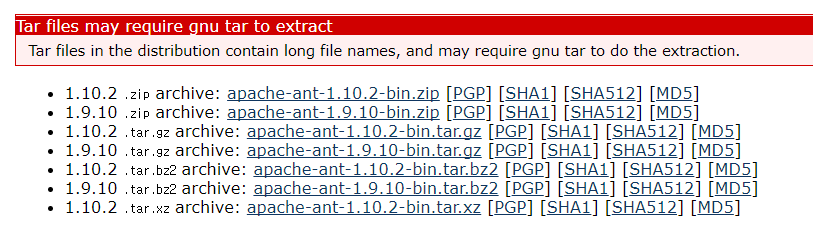 Tar files may require gnu tar to extract
Tar files in the distribution contain long file names, and may require gnu tar to do the extraction.
• 1.10.2 .zip archive: apache-ant-1.10.2-bin.zip [PGP] [SHA1] [SHA512] [MD5]
• 1.9.10 .zip archive: apache-ant-1.9.10-bin.zip [PGP] [SHA1] [SHA512] [MD5]
• 1.10.2 .tar.gz archive: apache-ant-1.10.2-bin.tar.gz [PGP] [SHA1] [SHA512] [MD5]
• 1.9.10 .tar.gz archive: apache-ant-1.9.10-bin.tar.gz [PGP] [SHA1] [SHA512] [MD5]
• 1.10.2 .tar.bz2 archive: apache-ant-1.10.2-bin.tar.bz2 [PGP] [SHA1] [SHA512] [MD5]
• 1.9.10 .tar.bz2 archive: apache-ant-1.9.10-bin.tar.bz2 [PGP] [SHA1] [SHA512] [MD5]
• 1.10.2 .tar.xz archive: apache-ant-1.10.2-bin.tar.xz [PGP] [SHA1] [SHA512] [MD5]